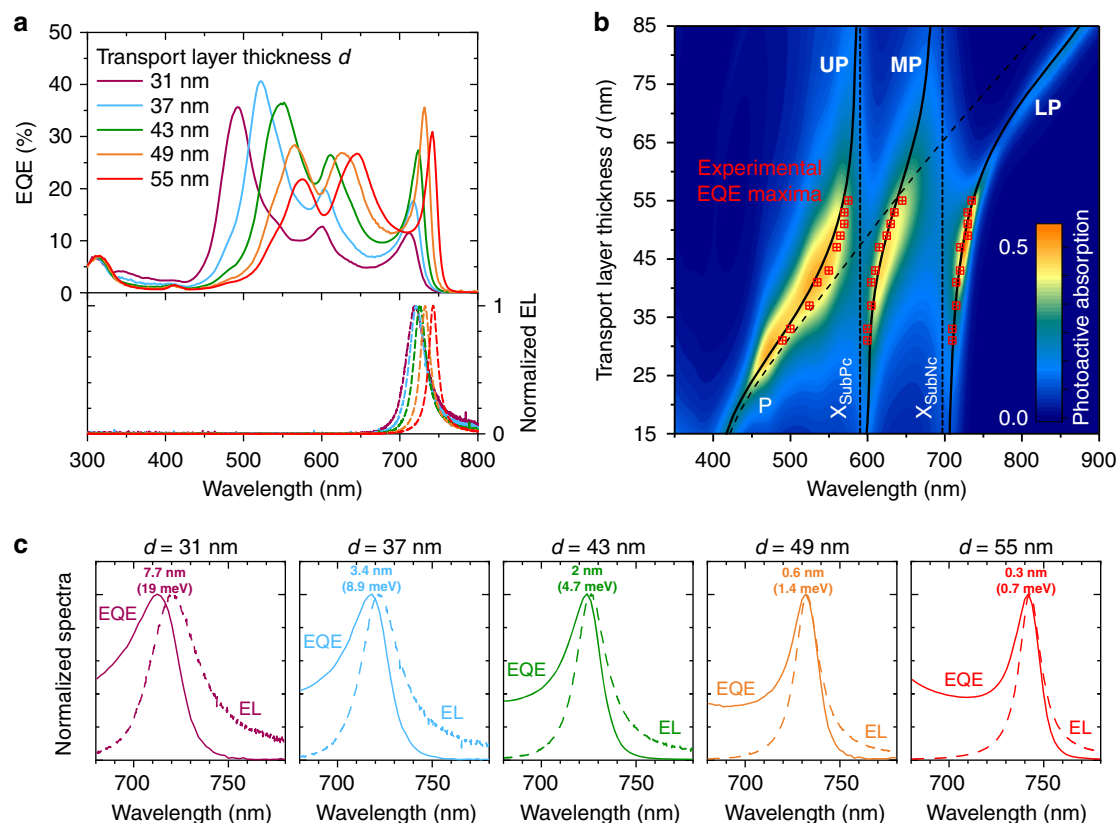 a
50
40
30
20
10
0
EQE (%)
Transport layer thickness d
31 nm
37 nm
43 nm
49 nm
55 nm
1
0
Normalized EL
300 400 500 600 700 800
Wavelength (nm)
b
85
75
65
55
45
35
25
15
Transport layer thickness d (nm)
UP
MP
LP
Experimental
EQE maxima
P
XSubPc
XSubNc
0.5
0.0
Photoactive absorption
400 500 600 700 800 900
Wavelength (nm)
c
Normalized spectra
d = 31 nm
7.7 nm
(19 meV)
EQE
EL
700 750
Wavelength (nm)
d = 37 nm
3.4 nm
(8.9 meV)
EQE
EL
700 750
Wavelength (nm)
d = 43 nm
2 nm
(4.7 meV)
EQE
EL
700 750
Wavelength (nm)
d = 49 nm
0.6 nm
(1.4 meV)
EQE
EL
700 750
Wavelength (nm)
d = 55 nm
0.3 nm
(0.7 meV)
EQE
EL
700 750
Wavelength (nm)